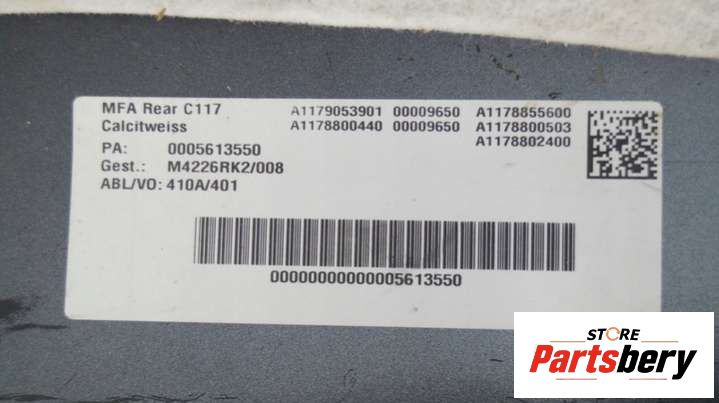 MFA Rear C117 A1179053901 00009650 A1178855600
Calcitweiss A1178800440 00009650 A1178800503
A1178802400
PA: 0005613550
Gest.: M4226RK2/008
ABL/VO: 410A/401
00000000000005613550
STORE
Partsbery